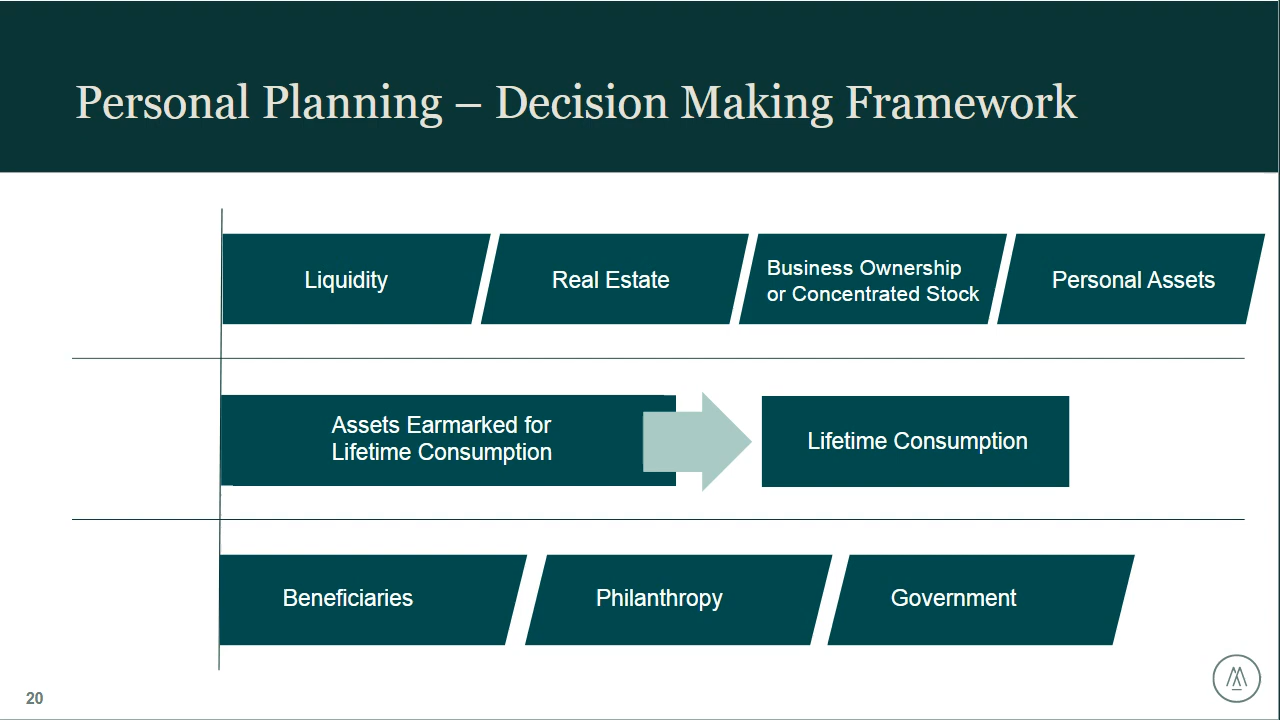 Personal Planning – Decision Making Framework
Liquidity
Real Estate
Business Ownership
or Concentrated Stock
Personal Assets
Assets Earmarked for
Lifetime Consumption
Lifetime Consumption
Beneficiaries
Philanthropy
Government
20